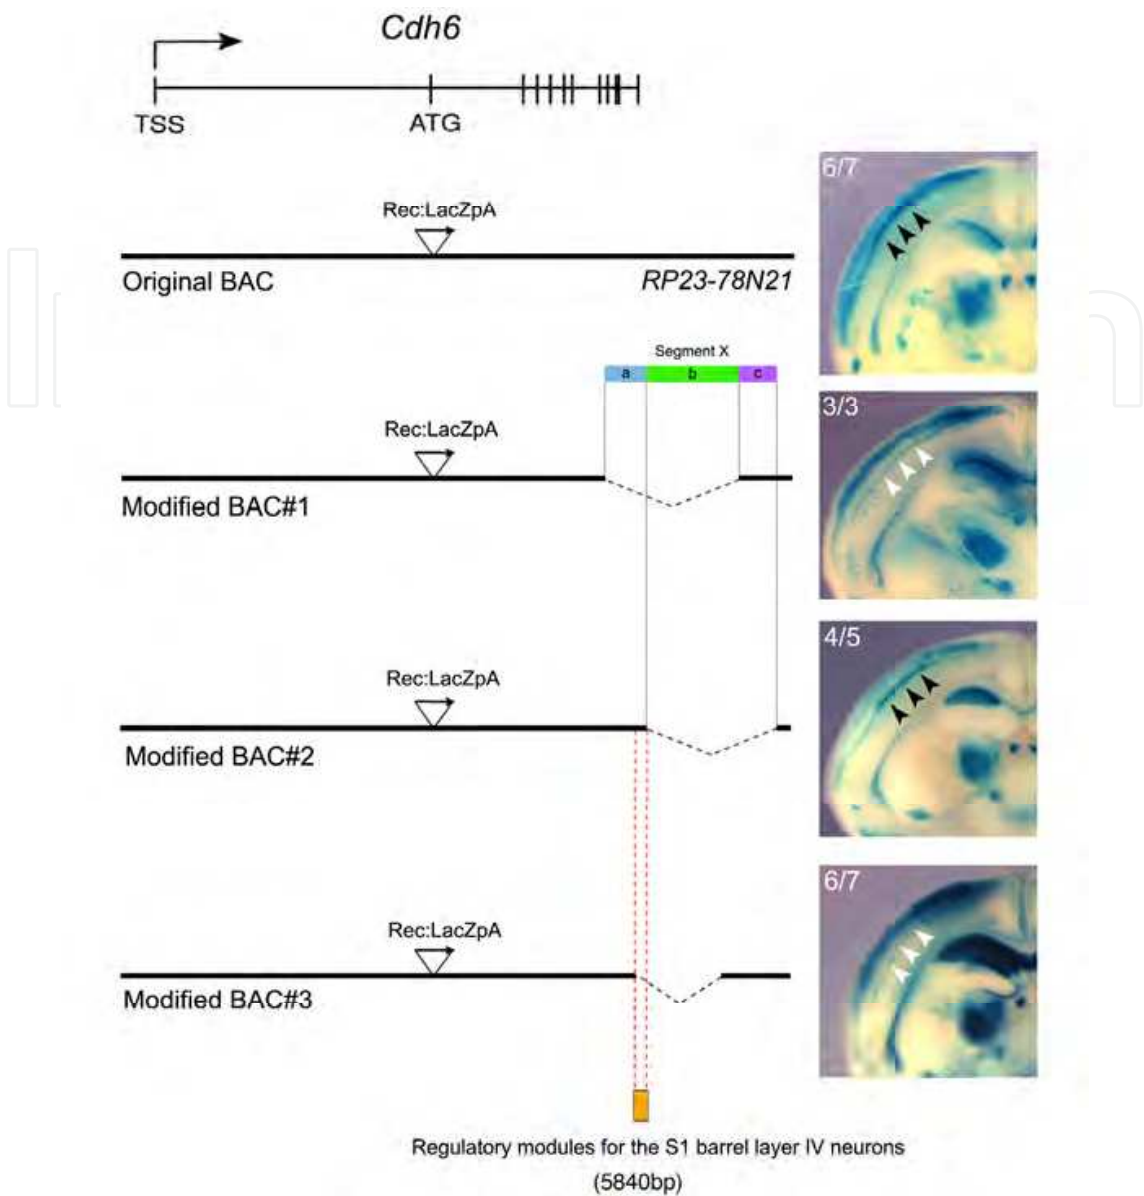 Cdh6
TSS
ATG
6/7
Rec:LacZpA
Original BAC
RP23-78N21
Segment X
a b c
3/3
Rec:LacZpA
Modified BAC#1
4/5
Rec:LacZpA
Modified BAC#2
6/7
Rec:LacZpA
Modified BAC#3
Regulatory modules for the S1 barrel layer IV neurons
(5840bp)